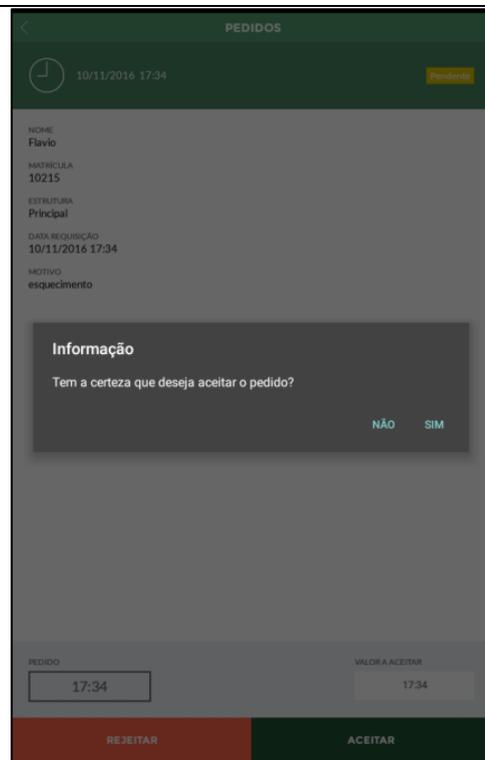 PEDIDOS
10/11/2016 17:34
Pendente
NOME
Flavio
MATRÍCULA
10215
ESTRUTURA
Principal
DATA REQUISIÇÃO
10/11/2016 17:34
MOTIVO
esquecimento
Informação
Tem a certeza que deseja aceitar o pedido?
NÃO SIM
PEDIDO VALOR A ACEITAR
17:34 17:34
REJEITAR ACEITAR